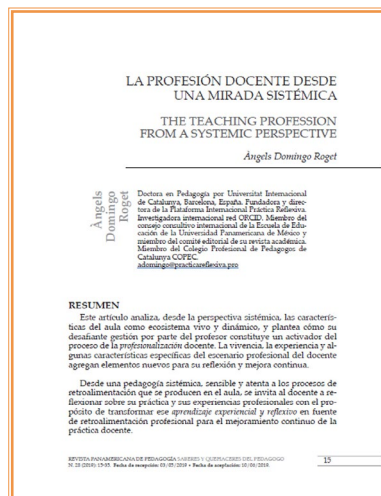 LA PROFESIÓN DOCENTE DESDE
UNA MIRADA SISTÉMICA
THE TEACHING PROFESSION
FROM A SYSTEMIC PERSPECTIVE
Àngels Domingo Roget
Àngels
Domingo
Roget
Doctora en Pedagogía por Universitat Internacional
de Catalunya, Barcelona, España. Fundadora y direc-
tora de la Plataforma Internacional Práctica Reflexiva.
Investigadora internacional red ORCID. Miembro del
consejo consultivo internacional de la Escuela de Edu-
cación de la Universidad Panamericana de México y
miembro del comité editorial de su revista académica.
Miembro del Colegio Profesional de Pedagogos de
Catalunya COPEC.
adomingo@practicareflexiva.pro
RESUMEN
Este artículo analiza, desde la perspectiva sistémica, las caracterís-
ticas del aula como ecosistema vivo y dinámico, y plantea cómo su
desafiante gestión por parte del profesor constituye un activador del
proceso de la profesionalización docente. La vivencia, la experiencia y al-
gunas características específicas del escenario profesional del docente
agregan elementos nuevos para su reflexión y mejora continua.
Desde una pedagogía sistémica, sensible y atenta a los procesos de
retroalimentación que se producen en el aula, se invita al docente a re-
flexionar sobre su práctica y sus experiencias profesionales con el pro-
pósito de transformar ese aprendizaje experiencial y reflexivo en fuente
de retroalimentación profesional para el mejoramiento continuo de la
práctica docente.
REVISTA PANAMERICANA DE PEDAGOGÍA SABERES Y QUEHACERES DEL PEDAGOGO
15